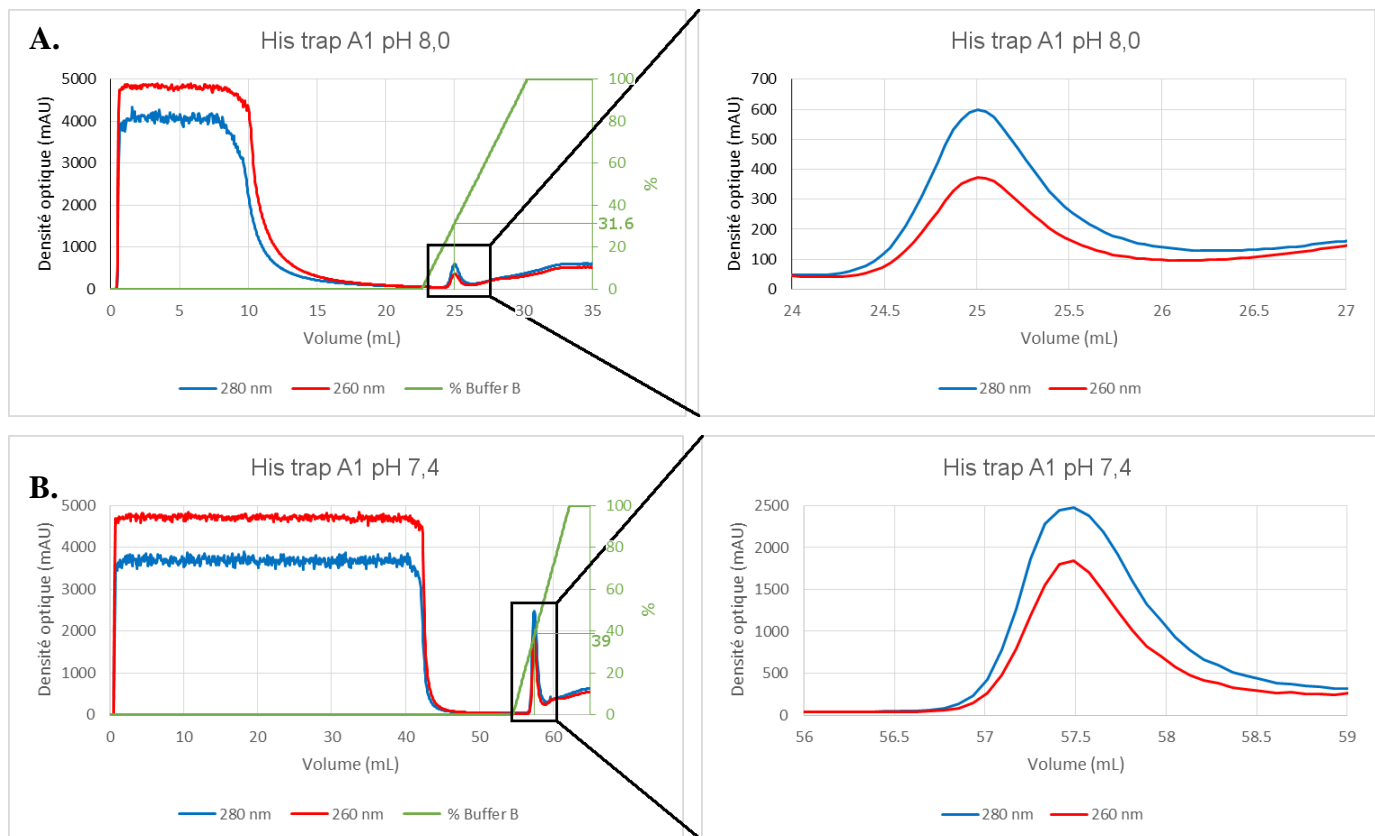 A.
His trap A1 pH 8,0
5000
4000
3000
2000
1000
0
Densité optique (mAU)
100
80
60
40
31.6
20
0
%
0 5 10 15 20 25 30 35
Volume (mL)
280 nm 260 nm % Buffer B
His trap A1 pH 8,0
700
600
500
400
300
200
100
0
Densité optique (mAU)
24 24.5 25 25.5 26 26.5 27
Volume (mL)
280 nm 260 nm
B.
His trap A1 pH 7,4
5000
4000
3000
2000
1000
0
Densité optique (mAU)
100
80
60
40
39
20
0
%
0 10 20 30 40 50 60
Volume (mL)
280 nm 260 nm % Buffer B
His trap A1 pH 7,4
2500
2000
1500
1000
500
0
Densité optique (mAU)
56 56.5 57 57.5 58 58.5 59
Volume (mL)
280 nm 260 nm